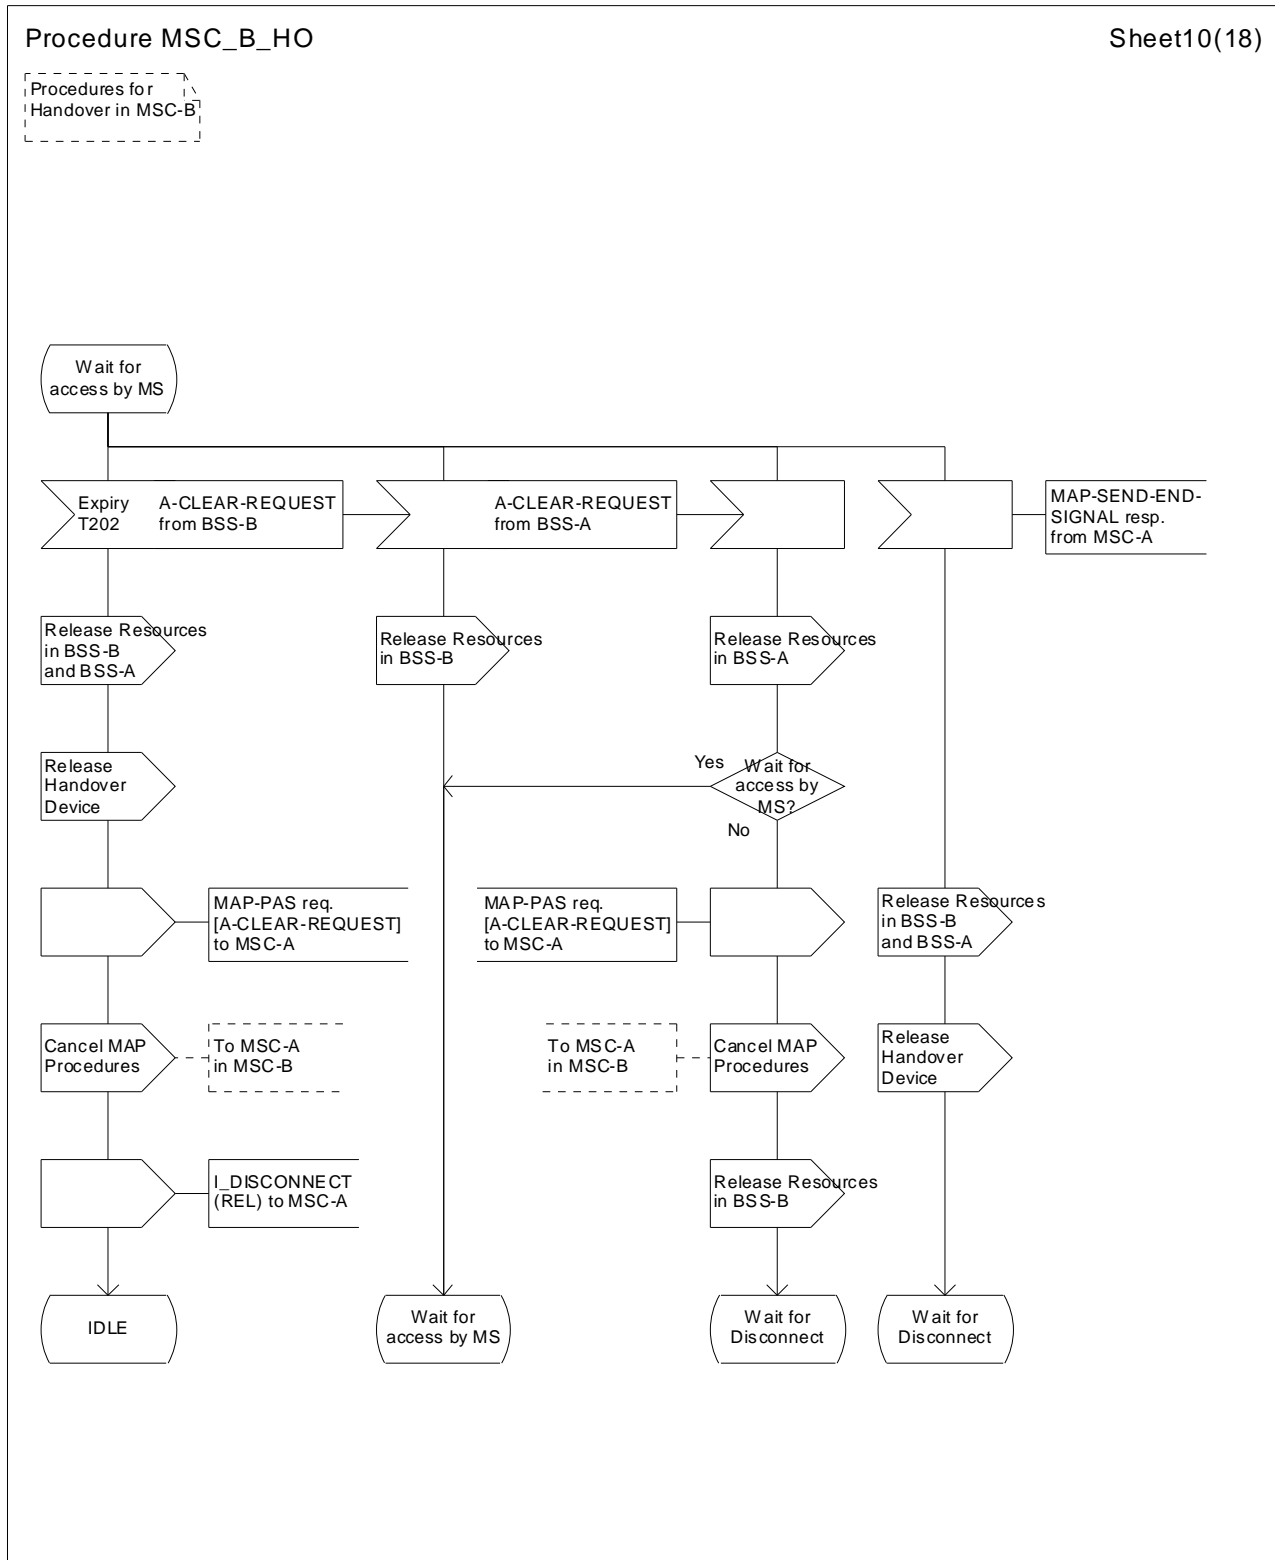 Procedure MSC_B_HO
Sheet10(18)
Procedures for
Handover in MSC-B
Wait for
access by MS
Expiry
T202
A-CLEAR-REQUEST
from BSS-B
A-CLEAR-REQUEST
from BSS-A
MAP-SEND-END-
SIGNAL resp.
from MSC-A
Release Resources
in BSS-B
and BSS-A
Release Resources
in BSS-B
Release Resources
in BSS-A
Release
Handover
Device
Yes
Wait for
access by
MS?
No
MAP-PAS req.
[A-CLEAR-REQUEST]
to MSC-A
MAP-PAS req.
[A-CLEAR-REQUEST]
to MSC-A
Release Resources
in BSS-B
and BSS-A
Cancel MAP
Procedures
To MSC-A
in MSC-B
To MSC-A
in MSC-B
Cancel MAP
Procedures
Release
Handover
Device
I_DISCONNECT
(REL) to MSC-A
Release Resources
in BSS-B
IDLE
Wait for
access by MS
Wait for
Disconnect
Wait for
Disconnect